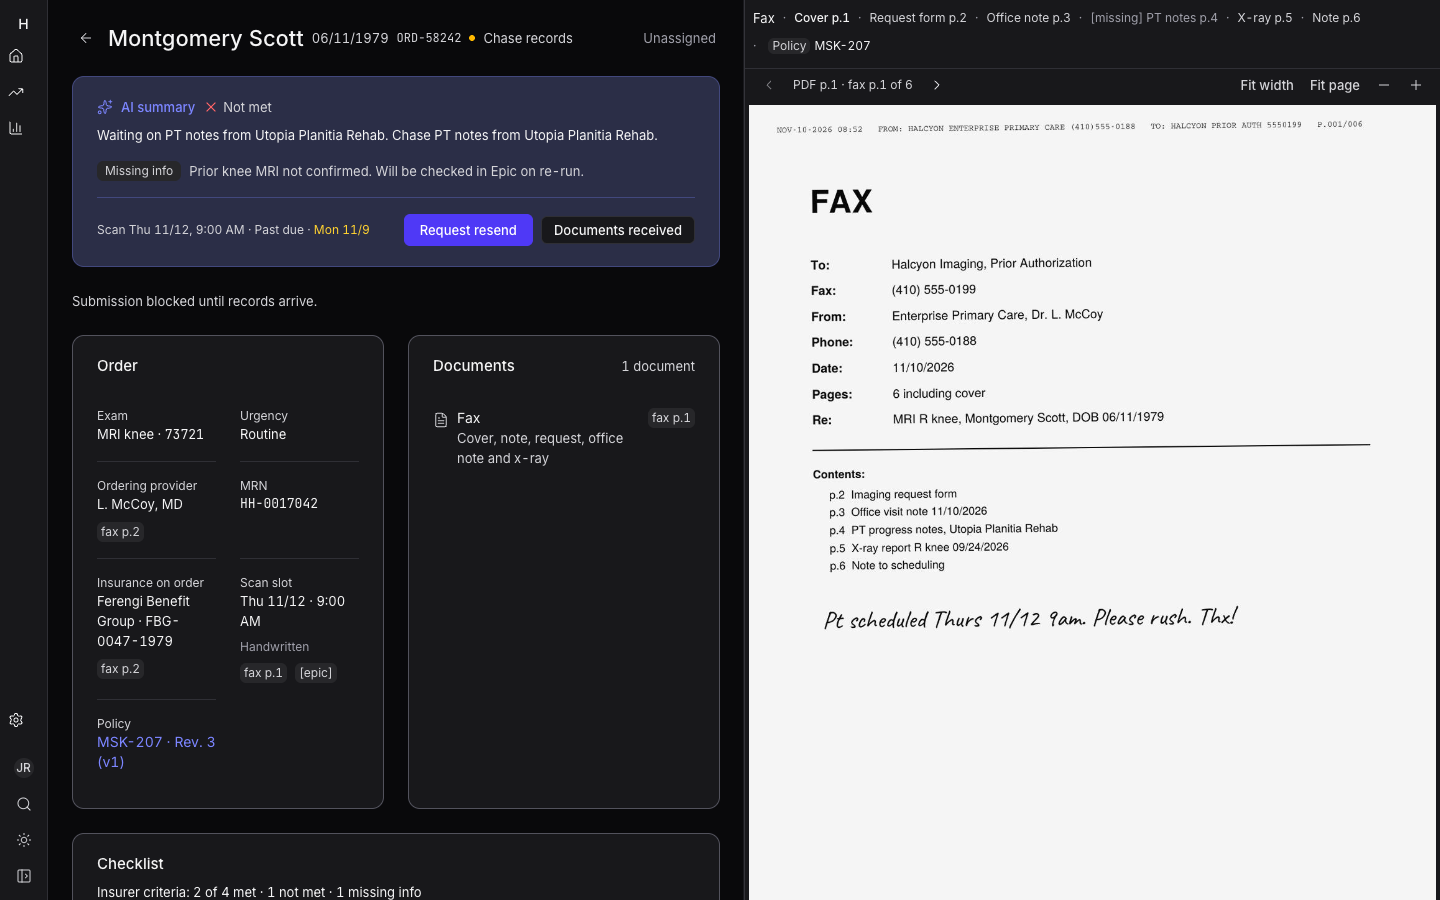 H
Montgomery Scott 06/11/1979 ORD-58242 Chase records Unassigned
AI summary Not met
Waiting on PT notes from Utopia Planitia Rehab. Chase PT notes from Utopia Planitia Rehab.
Missing info Prior knee MRI not confirmed. Will be checked in Epic on re-run.
Scan Thu 11/12, 9:00 AM · Past due · Mon 11/9 Request resend Documents received
Submission blocked until records arrive.
Order
Exam
MRI knee · 73721
Urgency
Routine
Ordering provider
L. McCoy, MD
fax p.2
MRN
HH-0017042
Insurance on order
Ferengi Benefit
Group · FBG-
0047-1979
fax p.2
Scan slot
Thu 11/12 · 9:00
AM
Handwritten
fax p.1 [epic]
Policy
MSK-207 · Rev. 3
(v1)
Documents 1 document
Fax fax p.1
Cover, note, request, office
note and x-ray
Checklist
Insurer criteria: 2 of 4 met · 1 not met · 1 missing info
JR
Fax · Cover p.1 · Request form p.2 · Office note p.3 · [missing] PT notes p.4 · X-ray p.5 · Note p.6
· Policy MSK-207
PDF p.1 · fax p.1 of 6 Fit width Fit page
NOV-10-2026 08:52 FROM: HALCYON ENTERPRISE PRIMARY CARE (410)555-0188 TO: HALCYON PRIOR AUTH 5550199 P.001/006
FAX
To: Halcyon Imaging, Prior Authorization
Fax: (410) 555-0199
From: Enterprise Primary Care, Dr. L. McCoy
Phone: (410) 555-0188
Date: 11/10/2026
Pages: 6 including cover
Re: MRI R knee, Montgomery Scott, DOB 06/11/1979
Contents:
p.2 Imaging request form
p.3 Office visit note 11/10/2026
p.4 PT progress notes, Utopia Planitia Rehab
p.5 X-ray report R knee 09/24/2026
p.6 Note to scheduling
Pt scheduled Thurs 11/12 9am. Please rush. Thx!